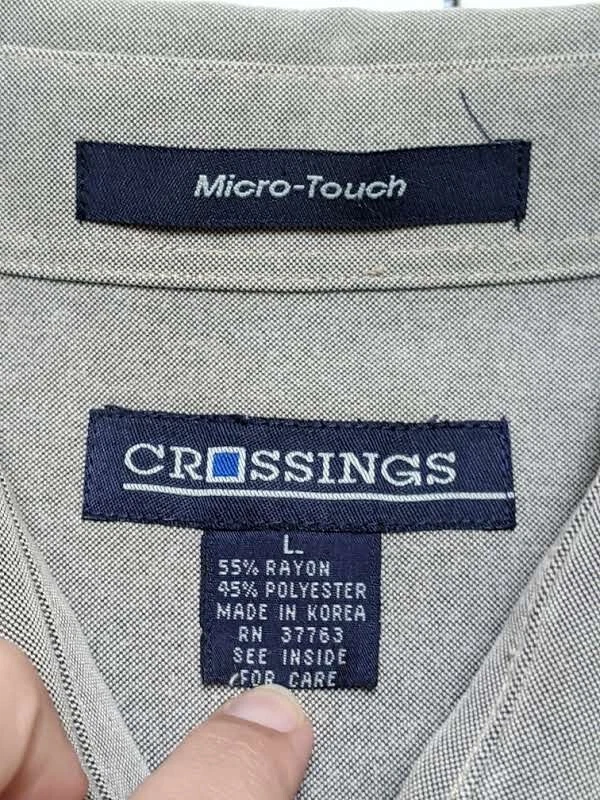 Micro-Touch
CROSSINGS
L
55% RAYON
45% POLYESTER
MADE IN KOREA
RN 37763
SEE INSIDE
FOR CARE